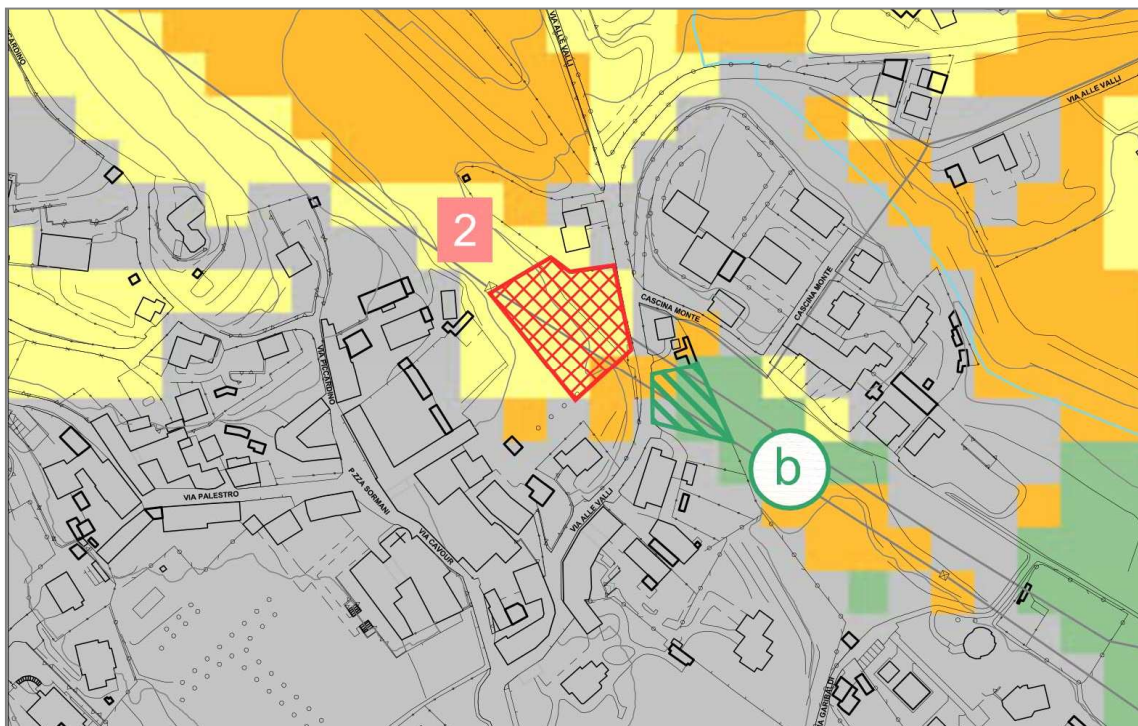 CCARDINO
VIA ALLE VALLI
VIA ALLE VALLI
2
CASCINA MONTE
CASCINA MONTE
VIA PICCARDINO
VIA PALESTRO
P.ZZA SORMANI
VIA CAVOUR
VIA ALLE VALLI
b
VIA GARIBALDI